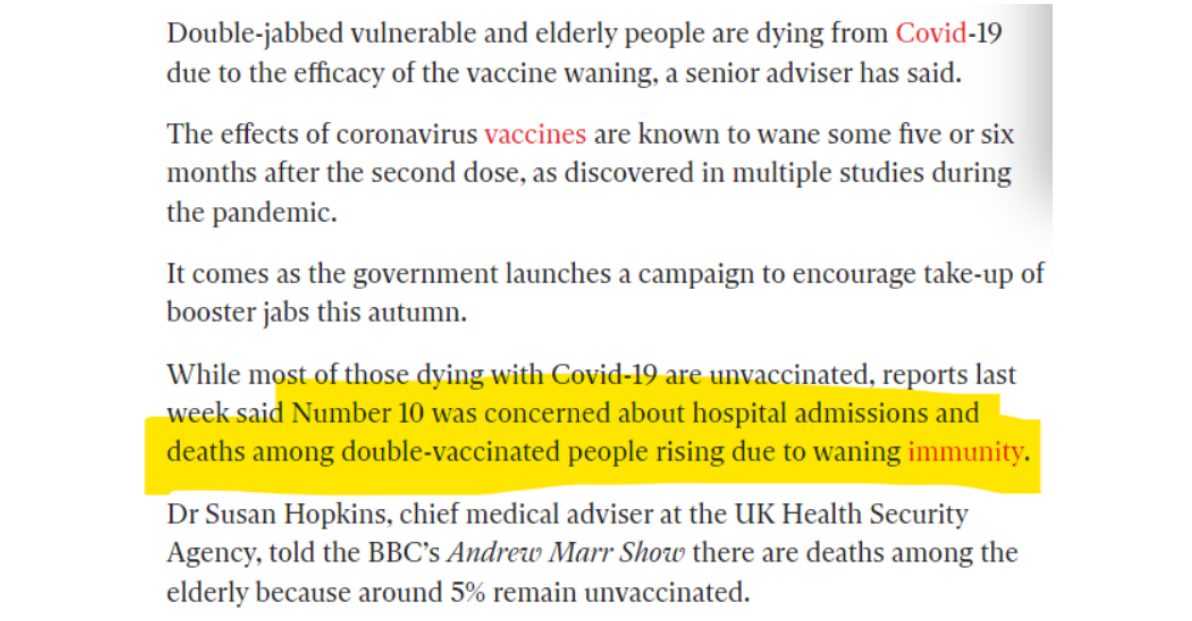 Double-jabbed vulnerable and elderly people are dying from Covid-19
due to the efficacy of the vaccine waning, a senior adviser has said.
The effects of coronavirus vaccines are known to wane some five or six
months after the second dose, as discovered in multiple studies during
the pandemic.
It comes as the government launches a campaign to encourage take-up of
booster jabs this autumn.
While most of those dying with Covid-19 are unvaccinated, reports last
week said Number 10 was concerned about hospital admissions and
deaths among double-vaccinated people rising due to waning immunity.
Dr Susan Hopkins, chief medical adviser at the UK Health Security
Agency, told the BBC’s Andrew Marr Show there are deaths among the
elderly because around 5% remain unvaccinated.